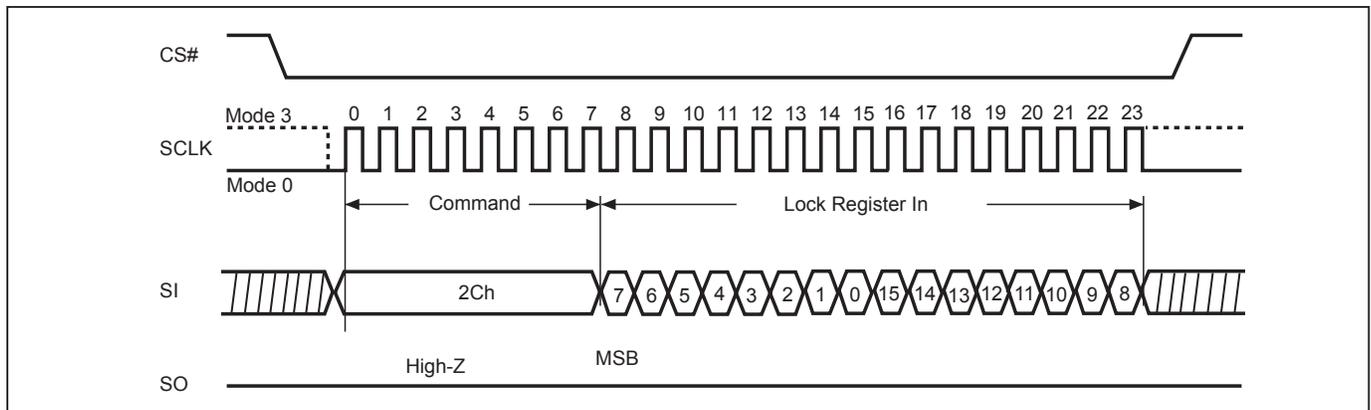 CS#
Mode 3
0 1 2 3 4 5 6 7 8 9 10 11 12 13 14 15 16 17 18 19 20 21 22 23
SCLK
Mode 0
Command
Lock Register In
SI
2Ch
7 6 5 4 3 2 1 0 15 14 13 12 11 10 9 8
High-Z
MSB
SO